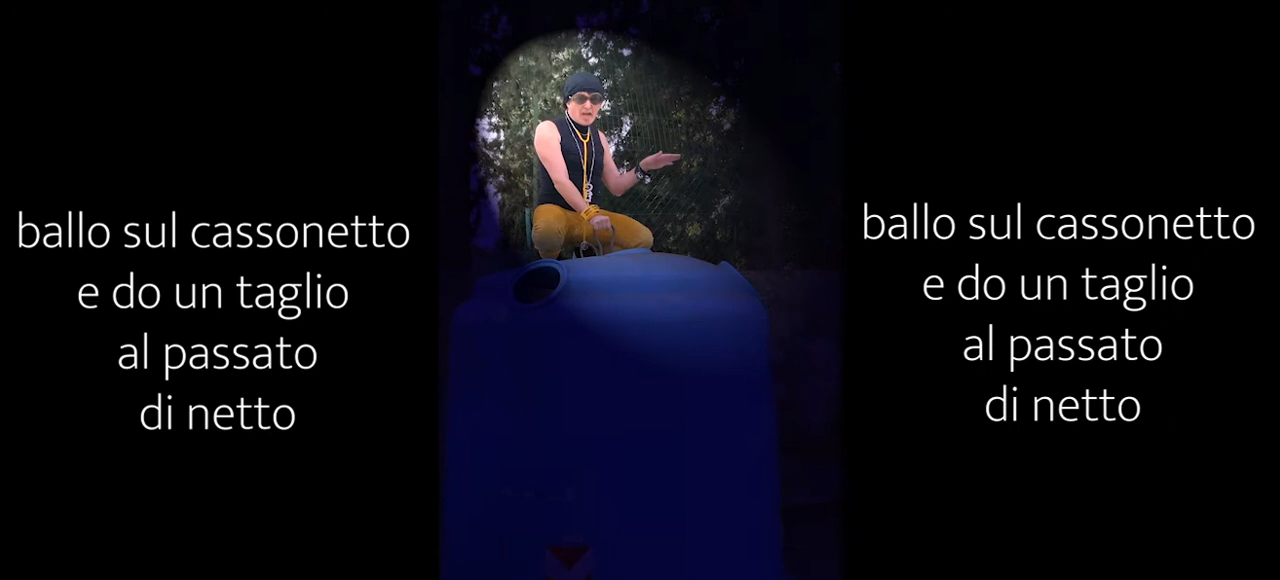 ballo sul cassonetto
e do un taglio
al passato
di netto
ballo sul cassonetto
e do un taglio
al passato
di netto